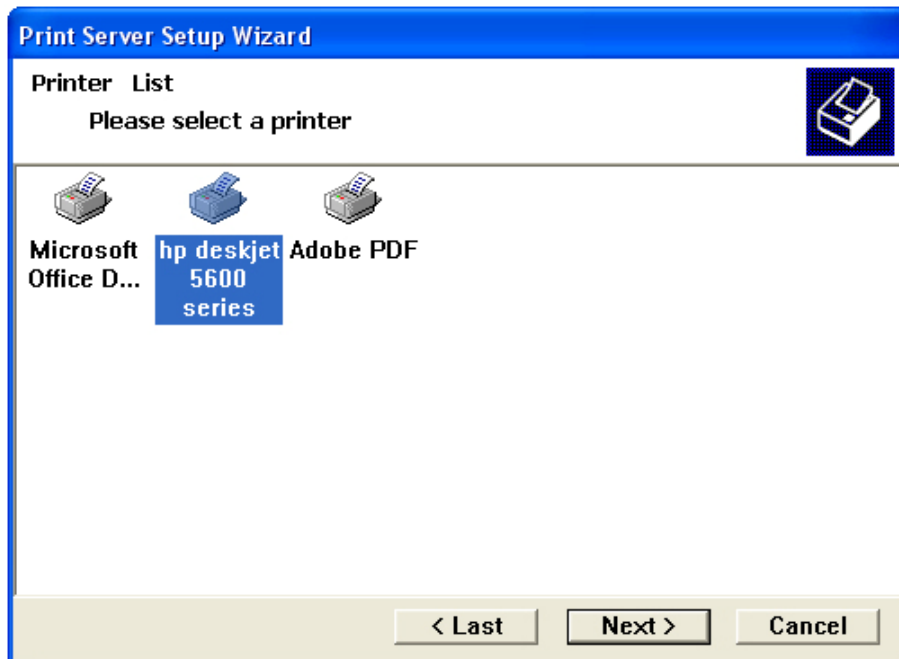 Print Server Setup Wizard
Printer List
Please select a printer
Microsoft
Office D...
hp deskjet
5600
series
Adobe PDF
< Last
Next >
Cancel